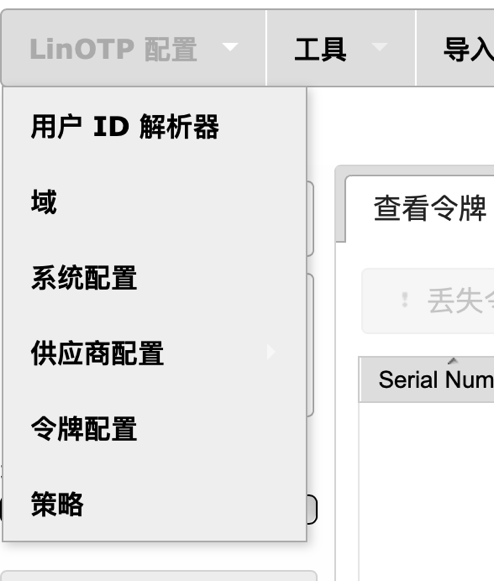 LinOTP 配置
工具
导入
用户 ID 解析器
域
查看令牌
系统配置
丢失
供应商配置
Serial Num
令牌配置
策略